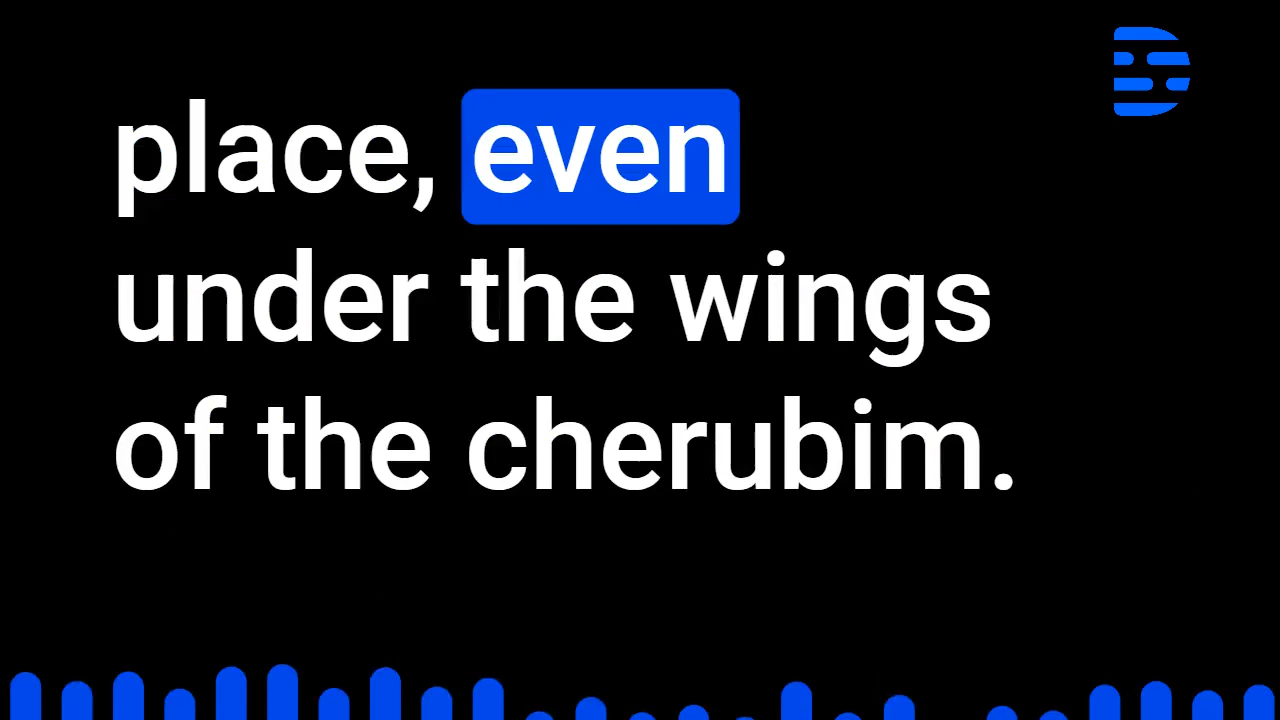 place, even
under the wings
of the cherubim.